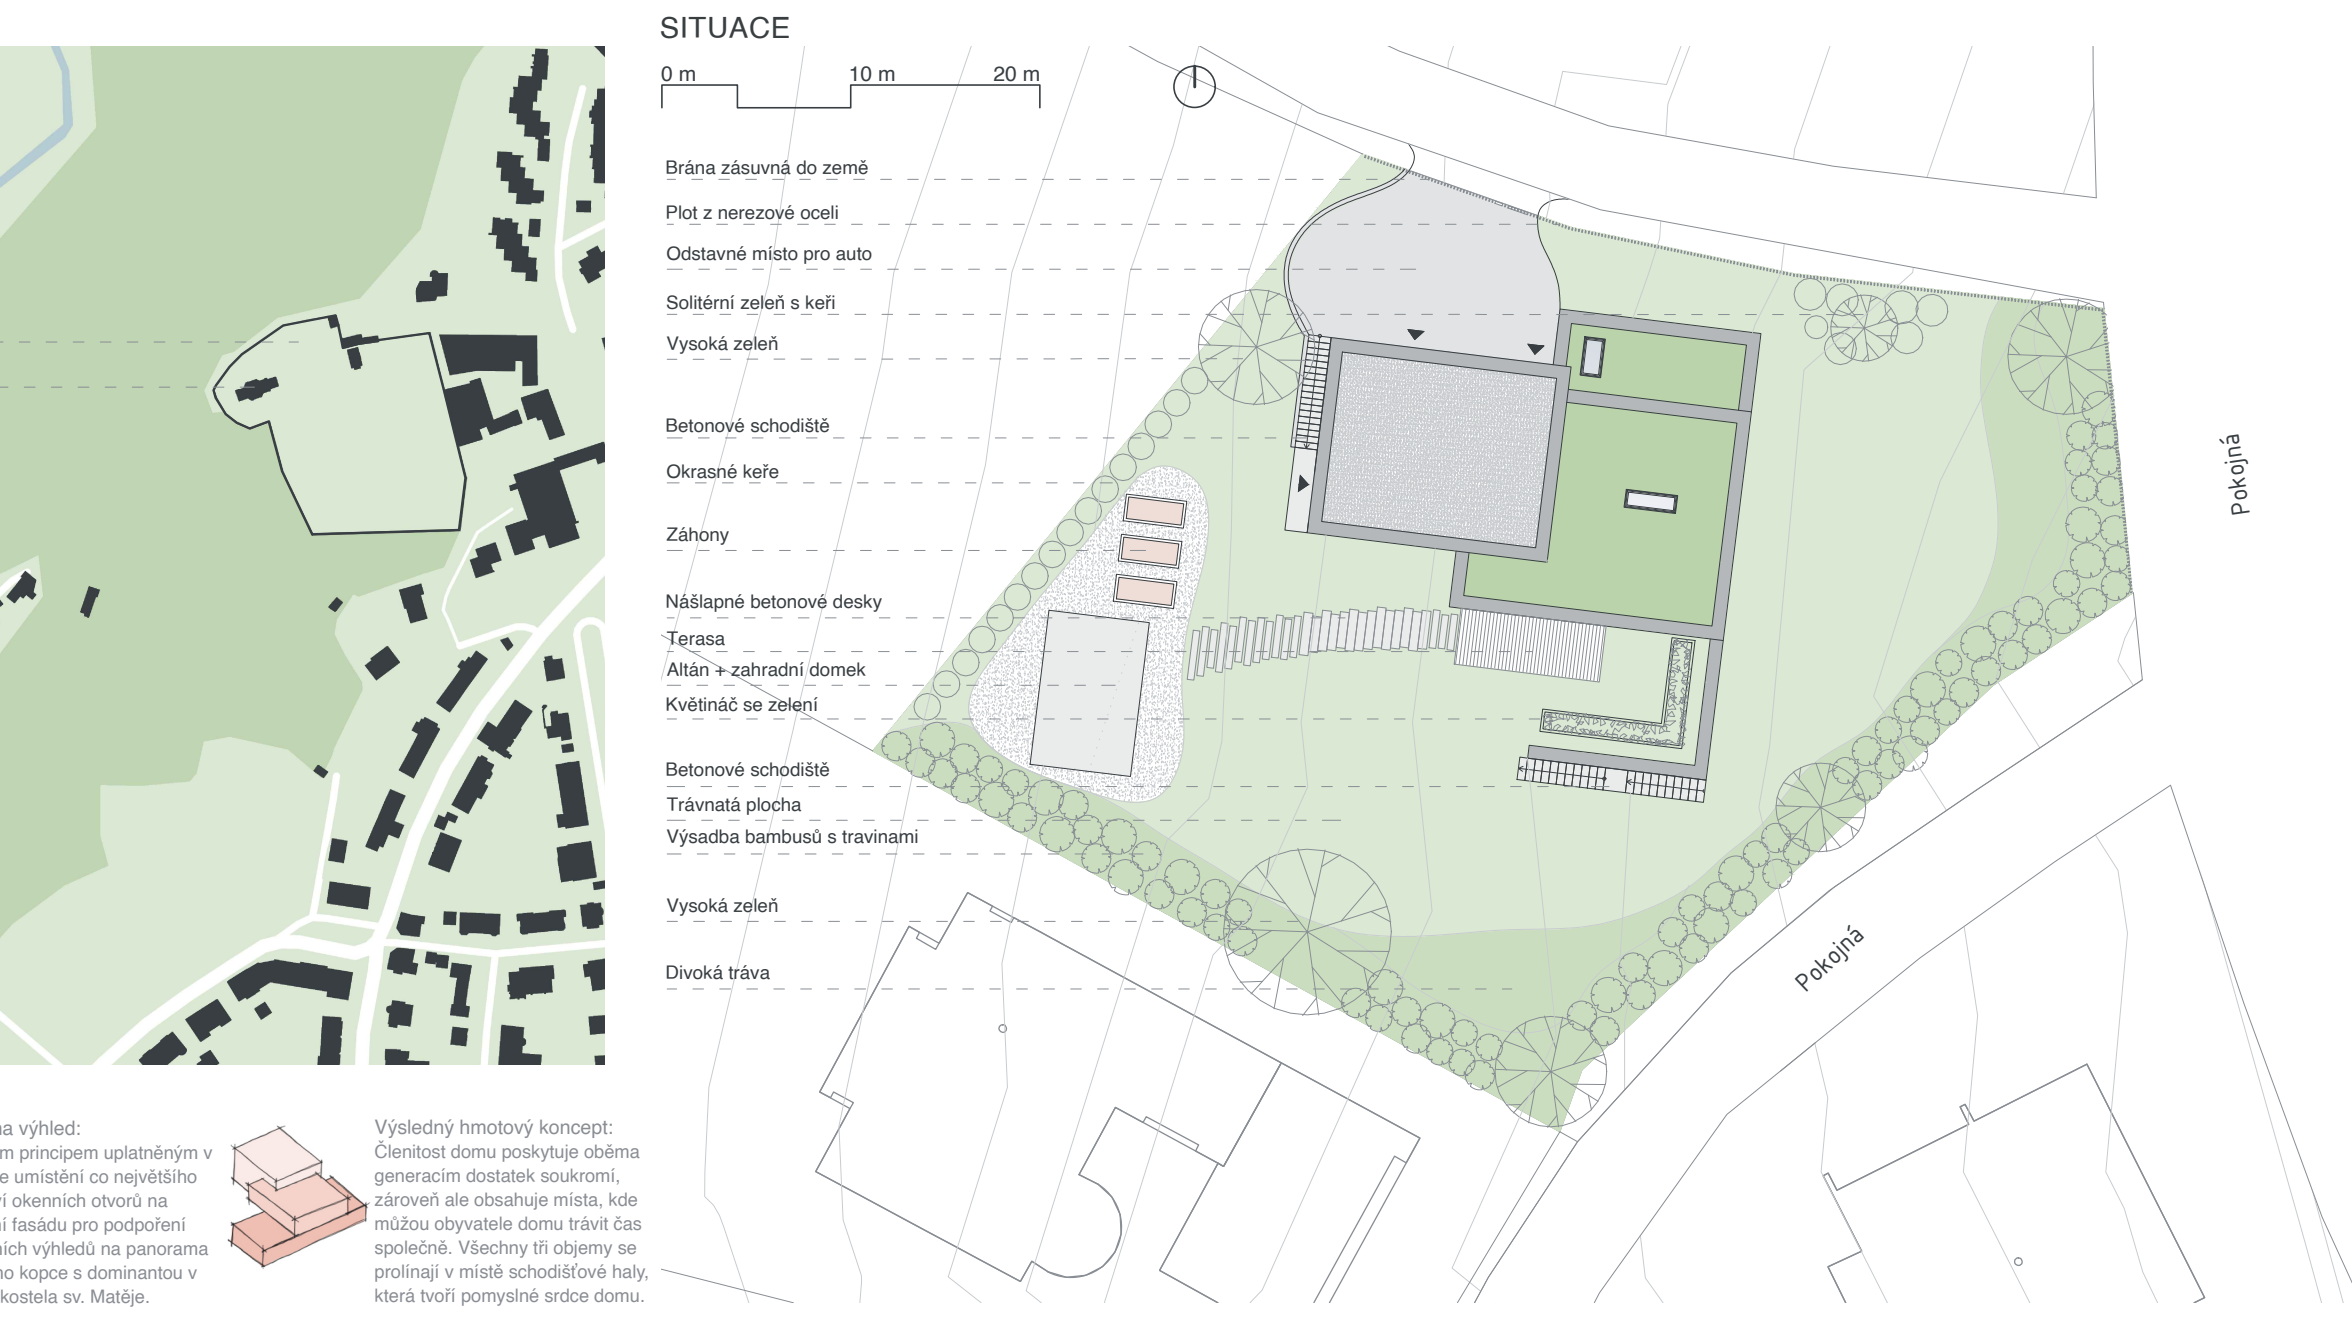 SITUACE
0 m 10 m 20 m
Brána zásuvná do země
Plot z nerezové oceli
Odstavné místo pro auto
Solitérní zeleň s keři
Vysoká zeleň
Betonové schodiště
Okrasné keře
Záhony
Nášlapné betonové desky
Terasa
Altán + zahradní domek
Květináč se zelení
Betonové schodiště
Trávnatá plocha
Výsadba bambusů s travinami
Vysoká zeleň
Divoká tráva
Pokojná
Pokojná
na výhled:
m principem uplatněným v
e umístění co největšího
ví okenních otvorů na
ní fasádu pro podpoření
ních výhledů na panorama
ho kopce s dominantou v
kostela sv. Matěje.
Výsledný hmotový koncept:
Členitost domu poskytuje oběma
generacím dostatek soukromí,
zároveň ale obsahuje místa, kde
můžou obyvatele domu trávit čas
společně. Všechny tři objemy se
prolínají v místě schodišťové haly,
která tvoří pomyslné srdce domu.